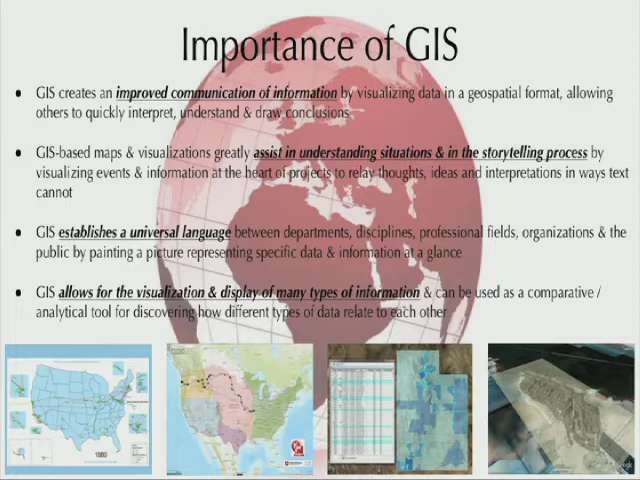 Importance of GIS
• GIS creates an improved communication of information by visualizing data in a geospatial format, allowing
others to quickly interpret, understand & draw conclusions
• GIS-based maps & visualizations greatly assist in understanding situations & in the storytelling process by
visualizing events & information at the heart of projects to relay thoughts, ideas and interpretations in ways text
cannot
• GIS establishes a universal language between departments, disciplines, professional fields, organizations & the
public by painting a picture representing specific data & information at a glance
• GIS allows for the visualization & display of many types of information & can be used as a comparative /
analytical tool for discovering how different types of data relate to each other
1980